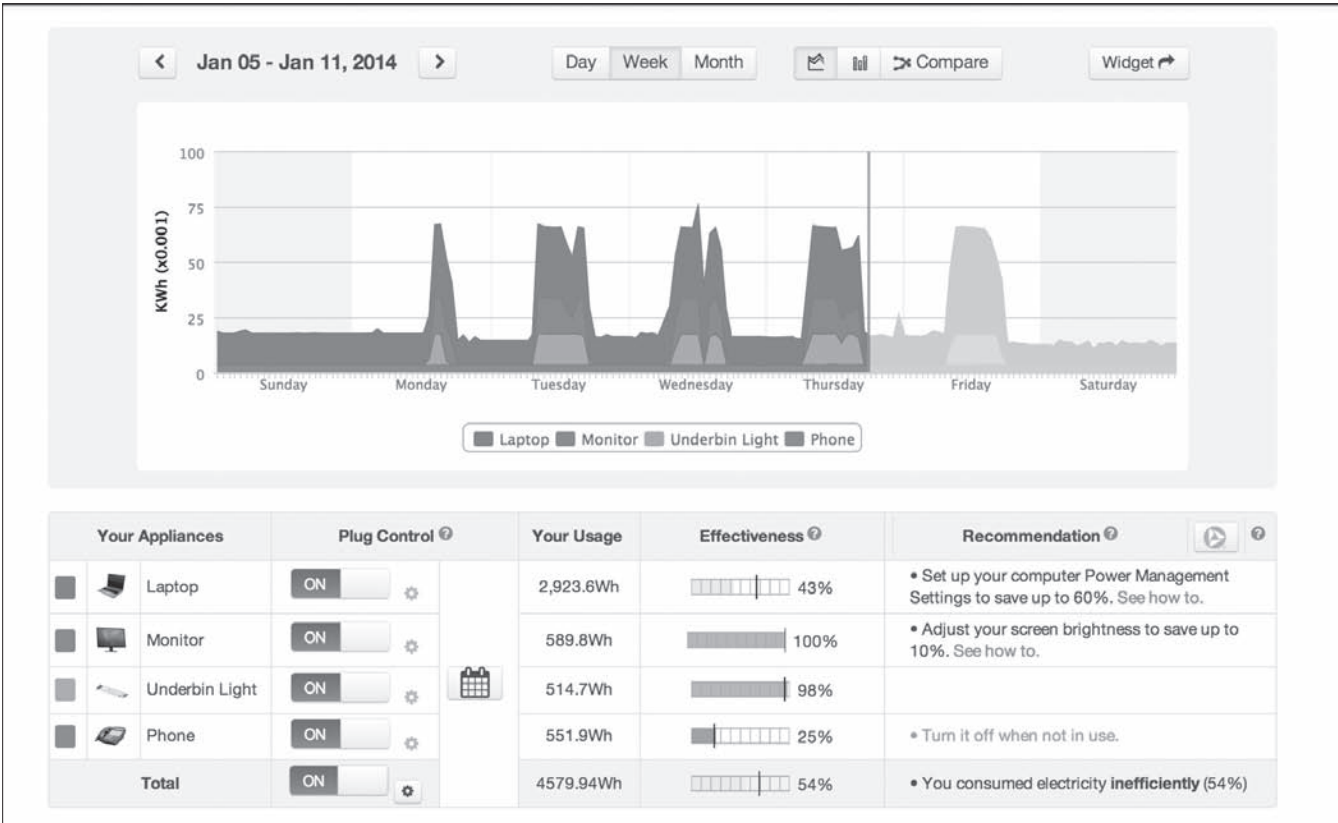 Jan 05 - Jan 11, 2014
Day Week Month
Compare
Widget
KWh (x0.001)
100
75
50
25
0
Sunday Monday Tuesday Wednesday Thursday Friday Saturday
Laptop Monitor Underbin Light Phone
Your Appliances Plug Control ? Your Usage Effectiveness ? Recommendation ? ?
Laptop ON 2,923.6Wh 43% • Set up your computer Power Management
Settings to save up to 60%. See how to.
Monitor ON 589.8Wh 100% • Adjust your screen brightness to save up to
10%. See how to.
Underbin Light ON 514.7Wh 98%
Phone ON 551.9Wh 25% • Turn it off when not in use.
Total ON 4579.94Wh 54% • You consumed electricity inefficiently (54%)